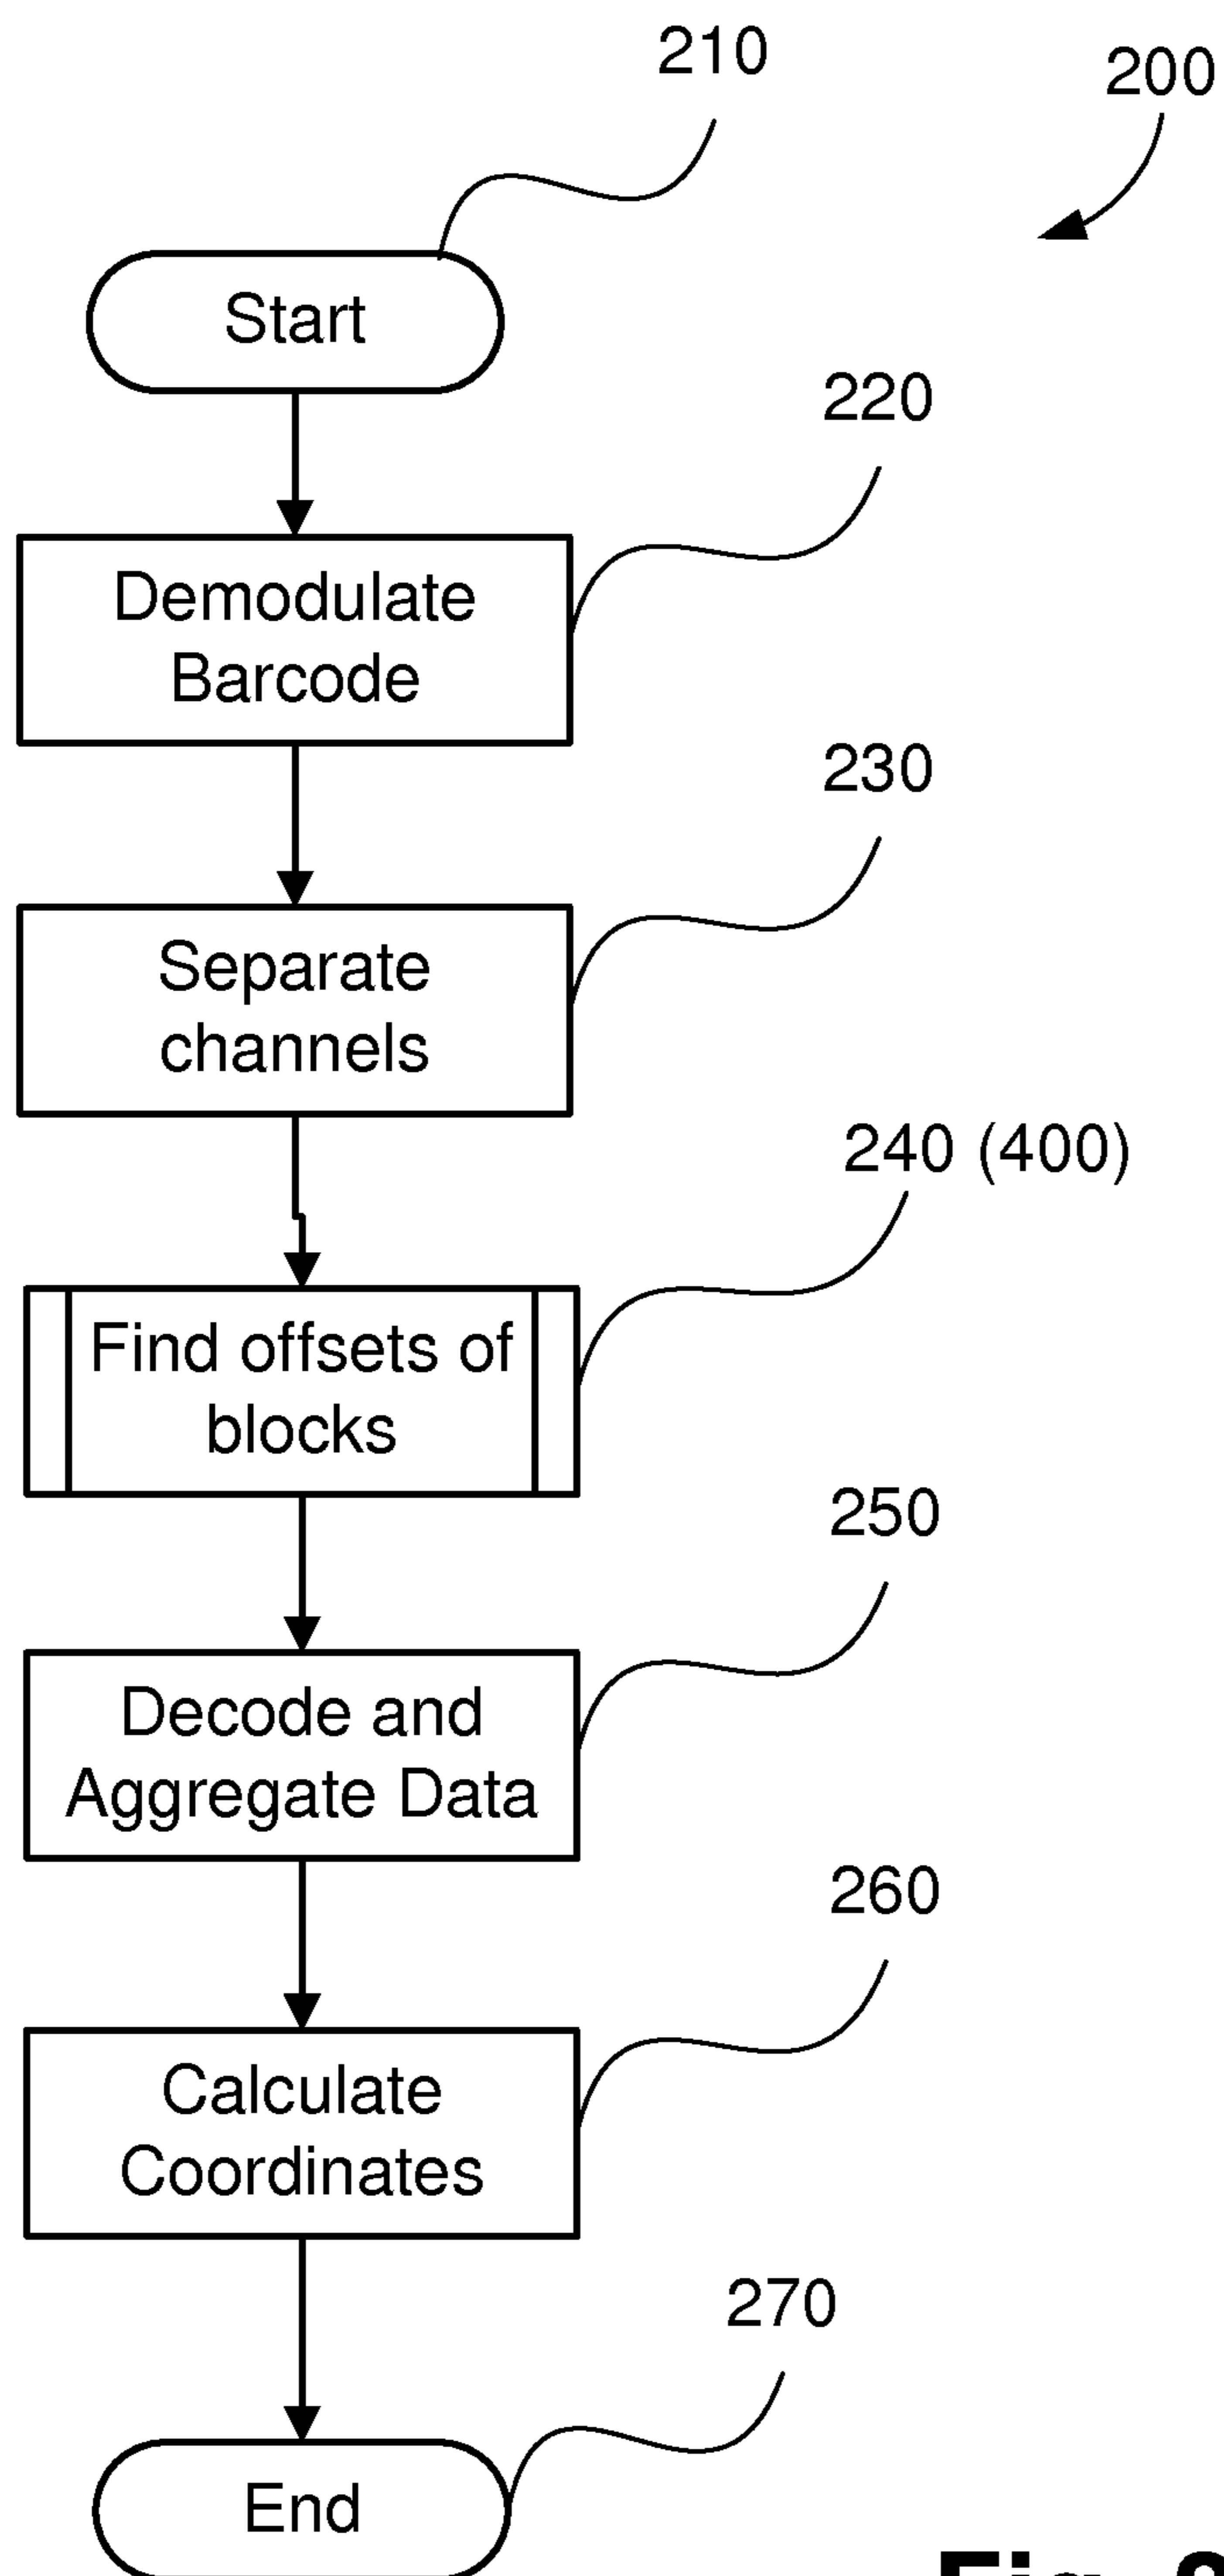 210
200
Start
220
Demodulate
Barcode
230
Separate
channels
240 (400)
Find offsets of
blocks
250
Decode and
Aggregate Data
260
Calculate
Coordinates
270
End